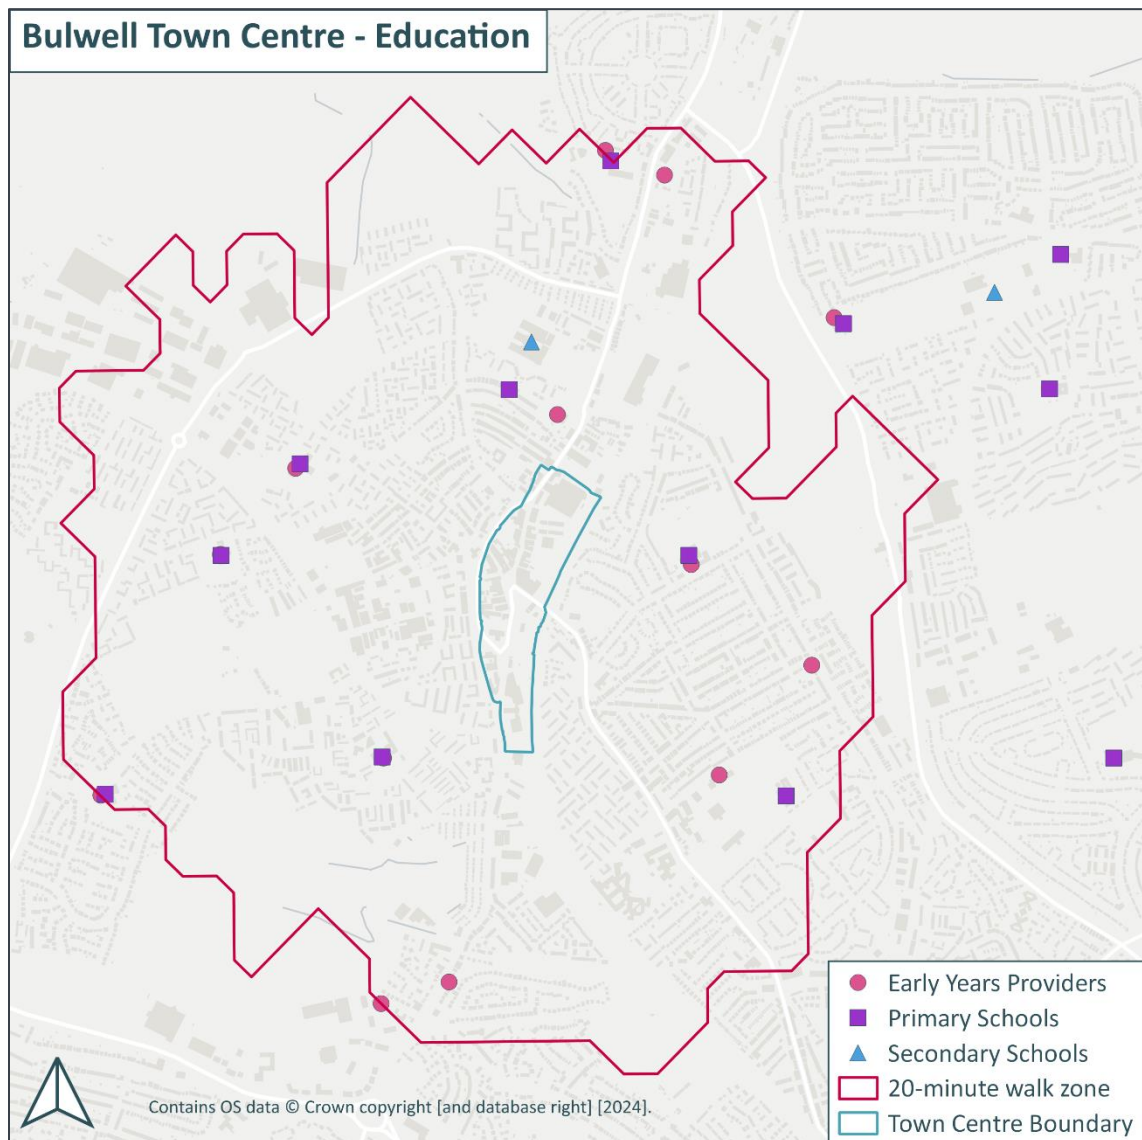 Bulwell Town Centre - Education
Early Years Providers
Primary Schools
Secondary Schools
20-minute walk zone
Town Centre Boundary
Contains OS data © Crown copyright [and database right] [2024].